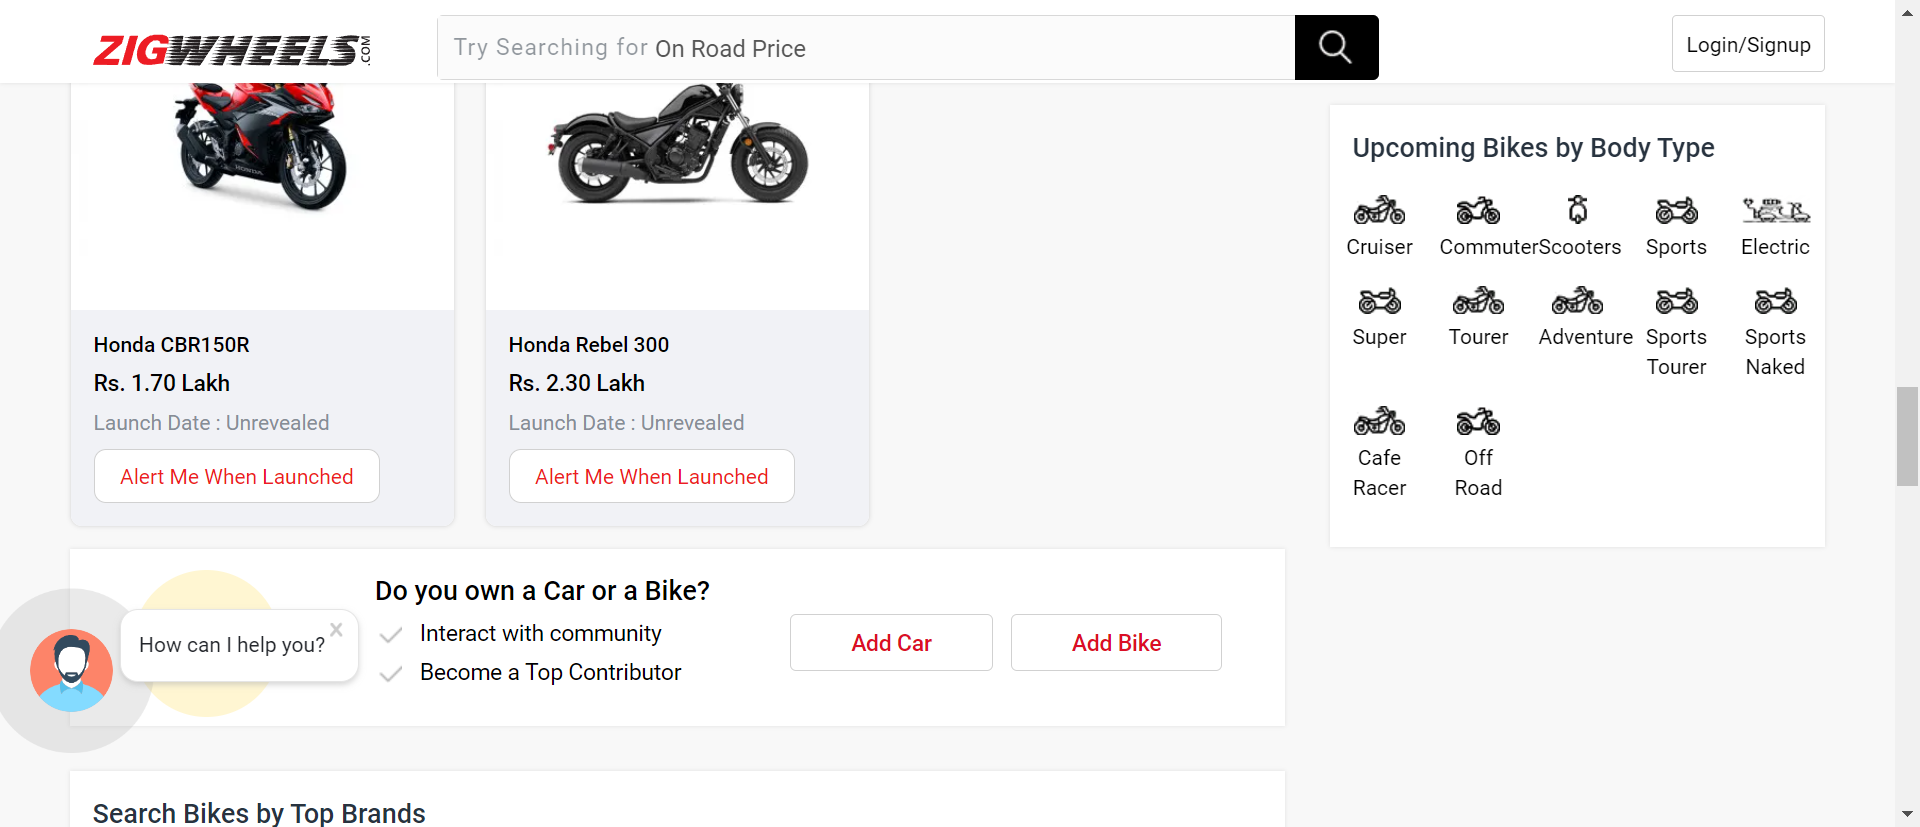 ZIGWHEELS.COM
Try Searching for On Road Price
Login/Signup
HONDA
Honda CBR150R
Rs. 1.70 Lakh
Launch Date : Unrevealed
Alert Me When Launched
Honda Rebel 300
Rs. 2.30 Lakh
Launch Date : Unrevealed
Alert Me When Launched
Upcoming Bikes by Body Type
Cruiser
Commuter
Scooters
Sports
Electric
Super
Tourer
Adventure
Sports
Tourer
Sports
Naked
Cafe
Racer
Off
Road
Do you own a Car or a Bike?
Interact with community
Become a Top Contributor
Add Car
Add Bike
How can I help you?
Search Bikes by Top Brands